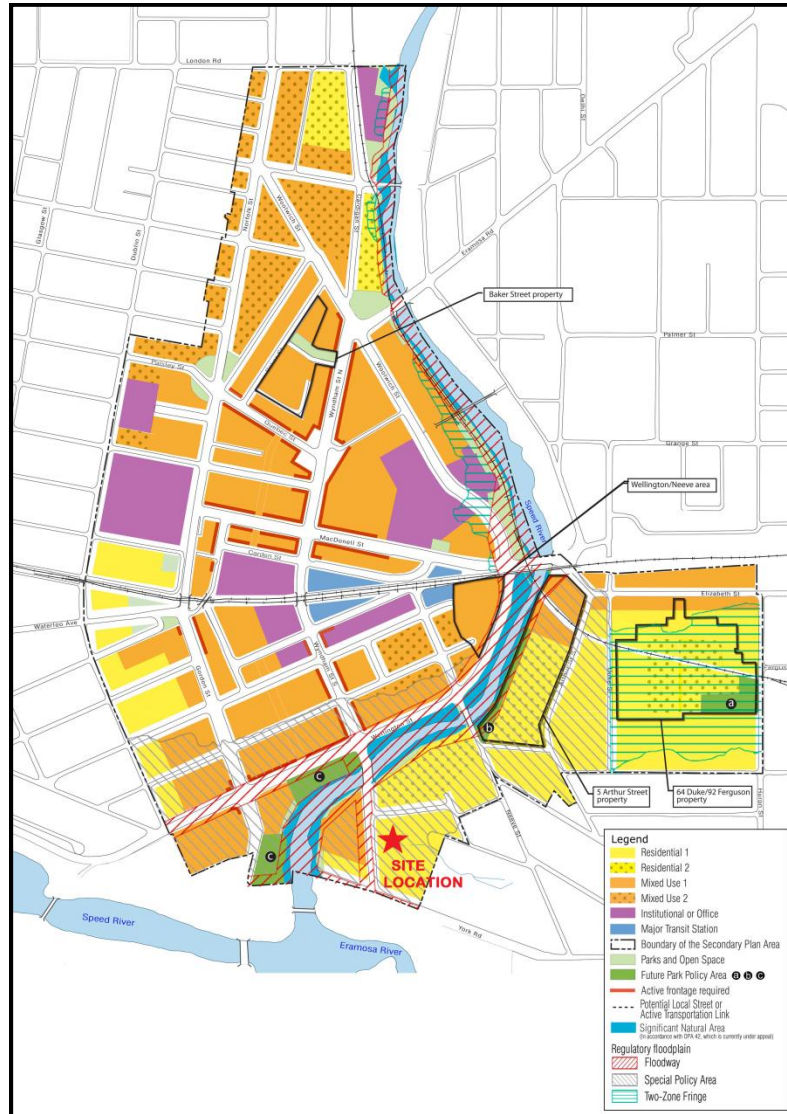 London Rd
Delhi St
Glasgow St
Dublin St
Norfolk St
Woolwich St
Cardigan St
Eramosa Rd
Baker Street property
Palmer St
Paisley St
Wyndham St N
Woolwich St
Quebec St
Grange St
Wellington/Neeve area
Speed River
MacDonell St
Carden St
Elizabeth St
Waterloo Ave
Gordon St
Wyndham St S
Ferguson
a
Wellington St
b
c
5 Arthur Street
property
64 Duke/92 Ferguson
property
Neeve St
c
SITE
LOCATION
York Rd
Speed River
Eramosa River
Legend
Residential 1
Residential 2
Mixed Use 1
Mixed Use 2
Institutional or Office
Major Transit Station
Boundary of the Secondary Plan Area
Parks and Open Space
Future Park Policy Area a b c
Active frontage required
Potential Local Street or
Active Transportation Link
Significant Natural Area
(In accordance with OPA 42, which is currently under appeal)
Regulatory floodplain
Floodway
Special Policy Area
Two-Zone Fringe